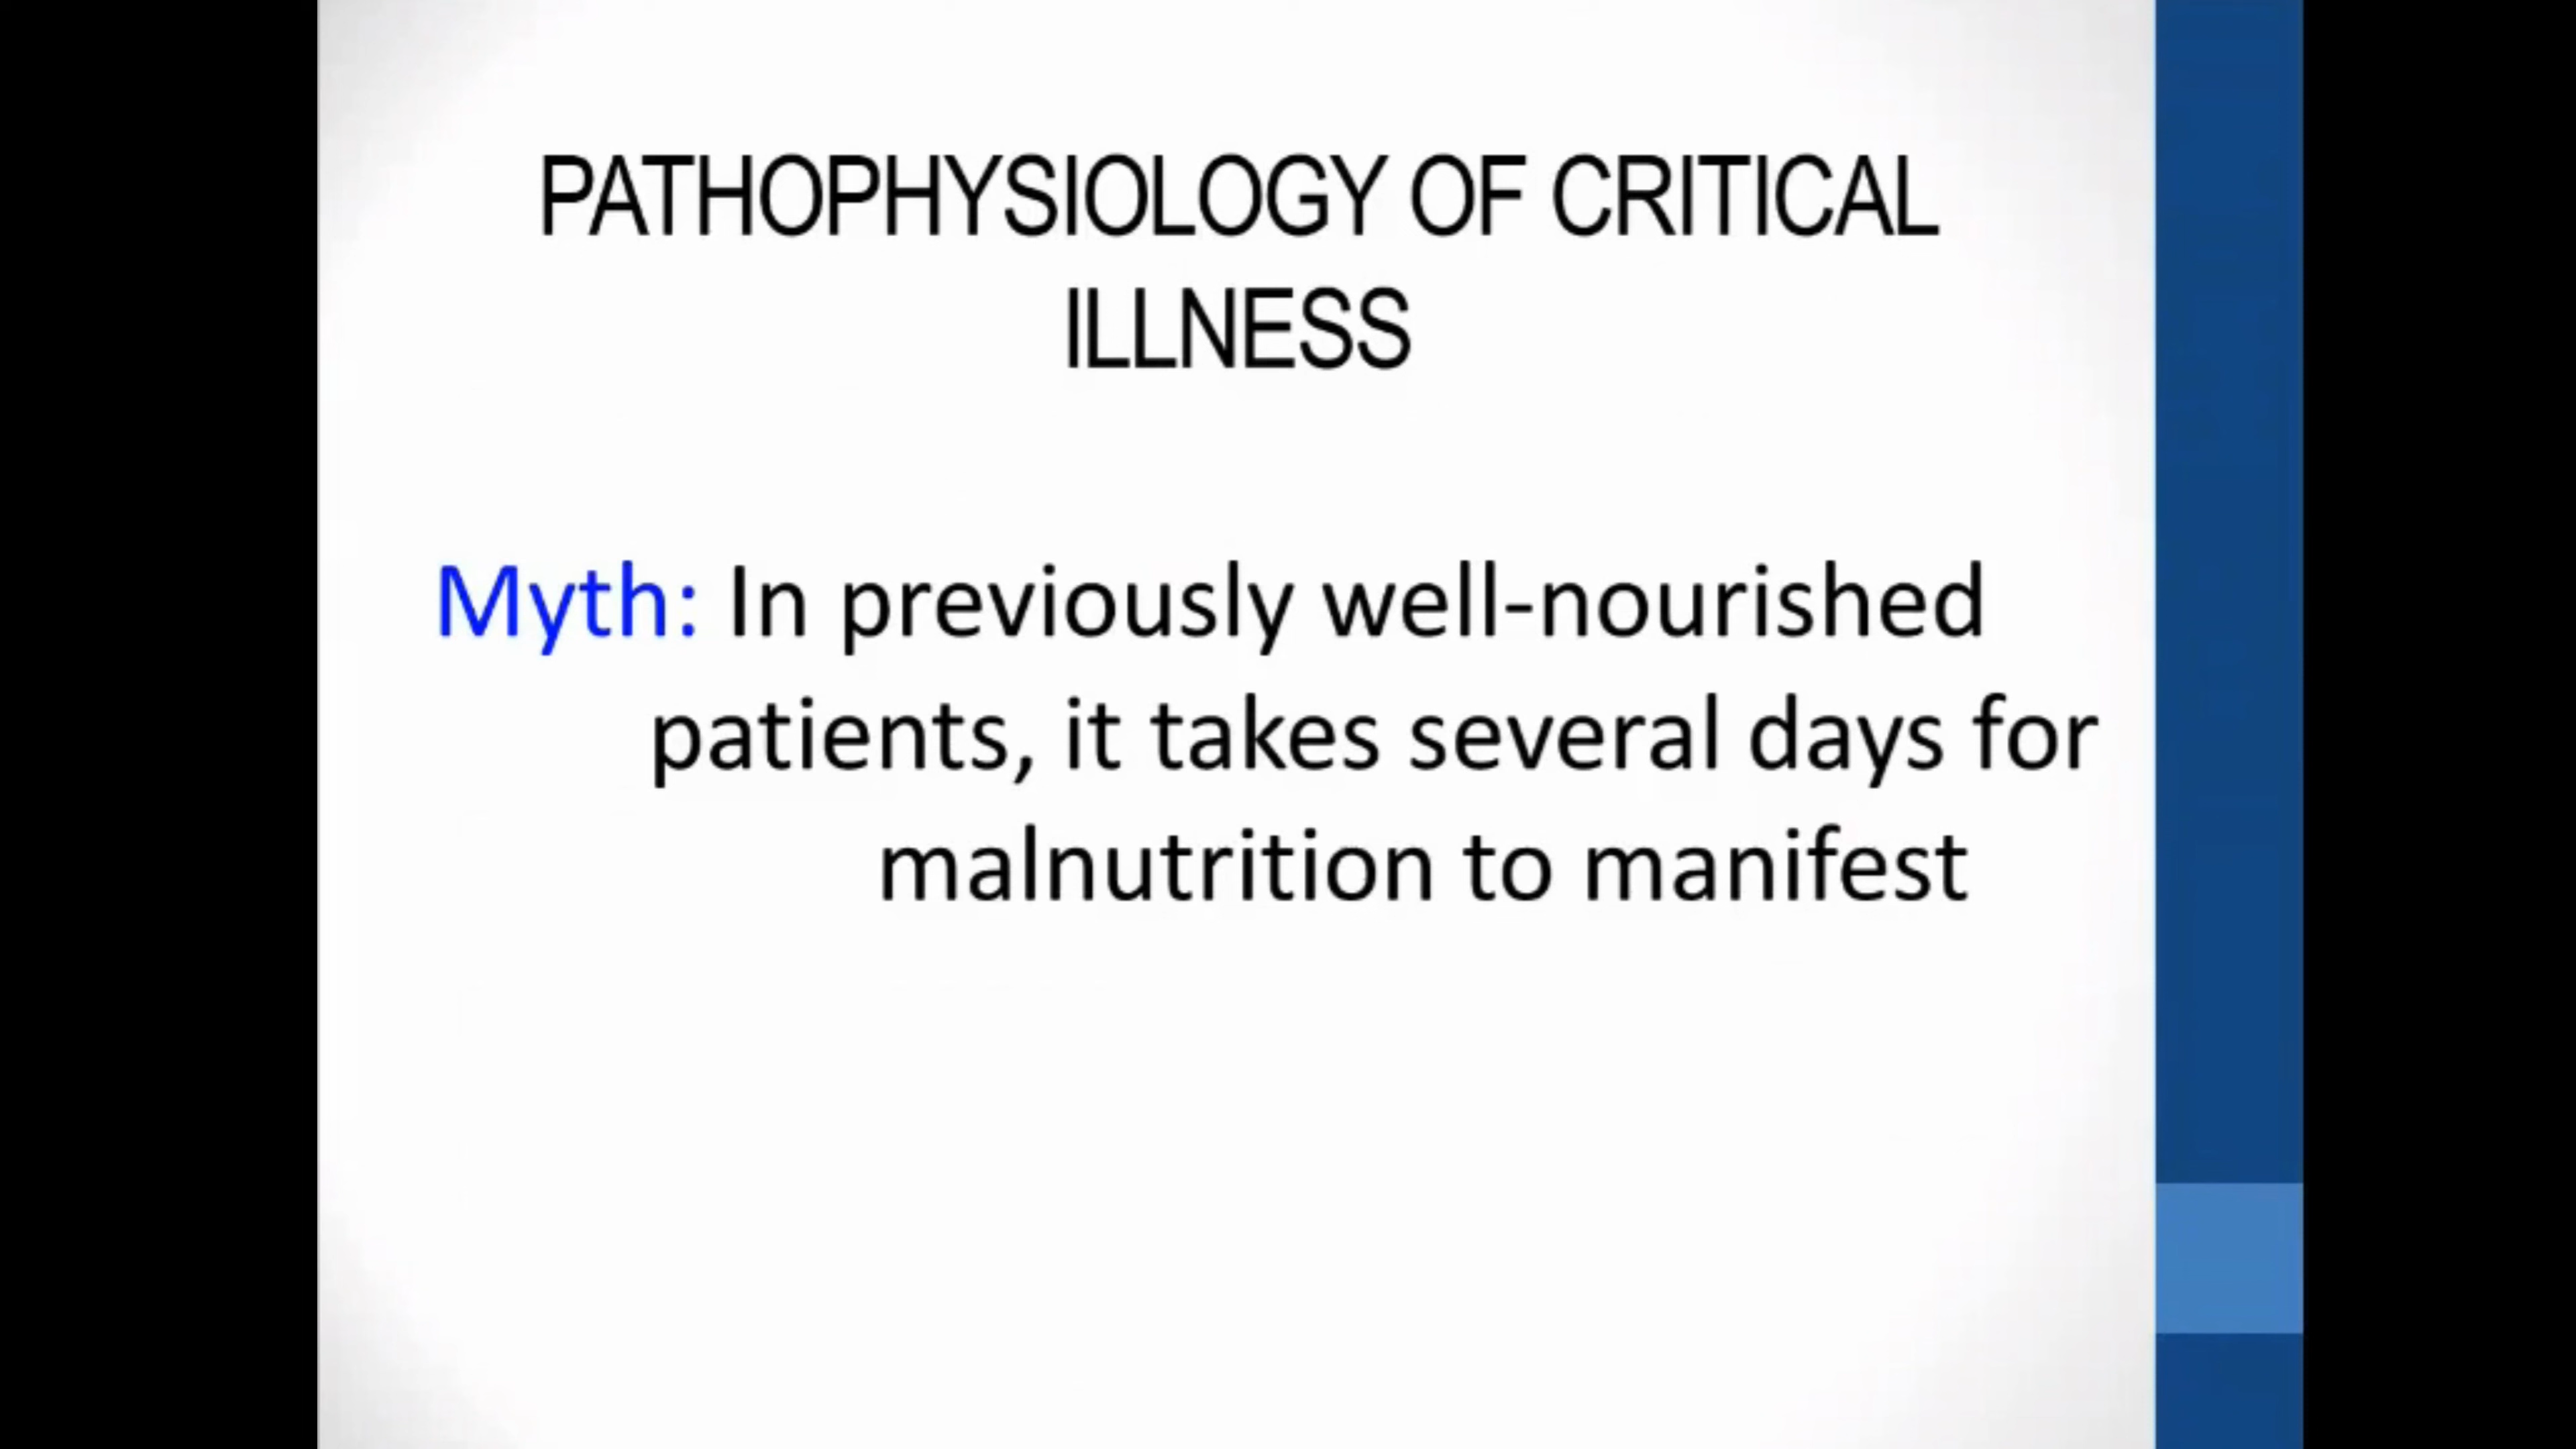 PATHOPHYSIOLOGY OF CRITICAL
ILLNESS
Myth: In previously well-nourished
patients, it takes several days for
malnutrition to manifest